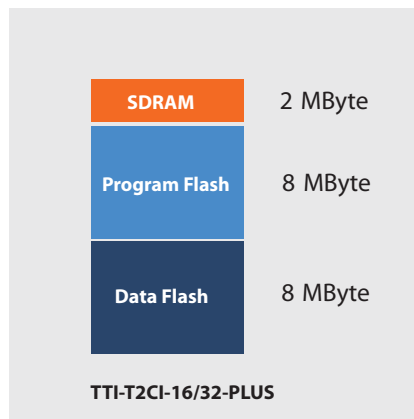 SDRAM 2 MByte
Program Flash 8 MByte
Data Flash 8 MByte
TTI-T2CI-16/32-PLUS